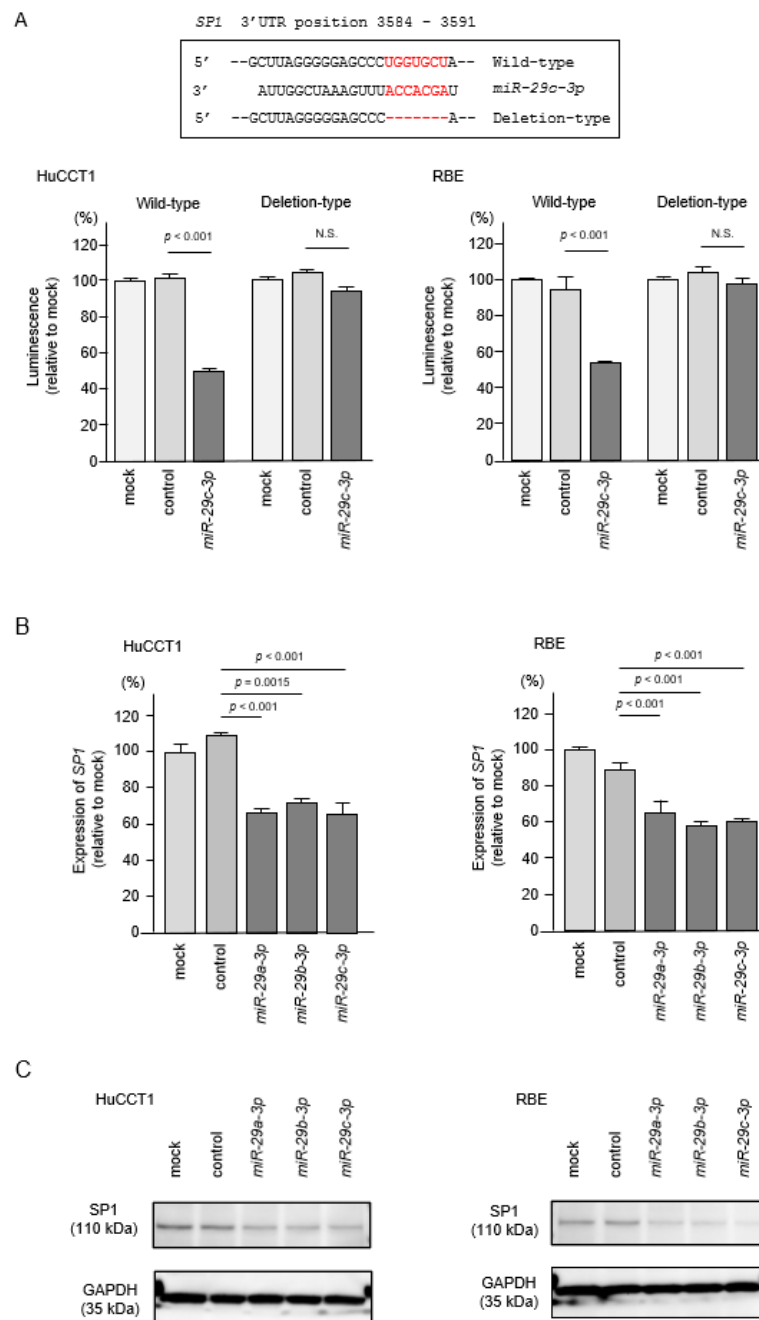 A
SP1 3’UTR position 3584 - 3591
5’ --GCUUAGGGGGAGCCCUGGUGCUA-- Wild-type
3’ AUUGGCUAAAGUUUACCACGAU miR-29c-3p
5’ --GCUUAGGGGGAGCCC-------A-- Deletion-type
HuCCT1
(%)
Wild-type
Deletion-type
p < 0.001
N.S.
Luminescence
(relative to mock)
120
100
80
60
40
20
0
mock
control
miR-29c-3p
mock
control
miR-29c-3p
RBE
(%)
Wild-type
Deletion-type
p < 0.001
N.S.
Luminescence
(relative to mock)
120
100
80
60
40
20
0
mock
control
miR-29c-3p
mock
control
miR-29c-3p
B
HuCCT1
(%)
p < 0.001
p = 0.0015
p < 0.001
Expression of SP1
(relative to mock)
120
100
80
60
40
20
0
mock
control
miR-29a-3p
miR-29b-3p
miR-29c-3p
RBE
(%)
p < 0.001
p < 0.001
p < 0.001
Expression of SP1
(relative to mock)
120
100
80
60
40
20
0
mock
control
miR-29a-3p
miR-29b-3p
miR-29c-3p
C
HuCCT1
mock
control
miR-29a-3p
miR-29b-3p
miR-29c-3p
SP1
(110 kDa)
GAPDH
(35 kDa)
RBE
mock
control
miR-29a-3p
miR-29b-3p
miR-29c-3p
SP1
(110 kDa)
GAPDH
(35 kDa)